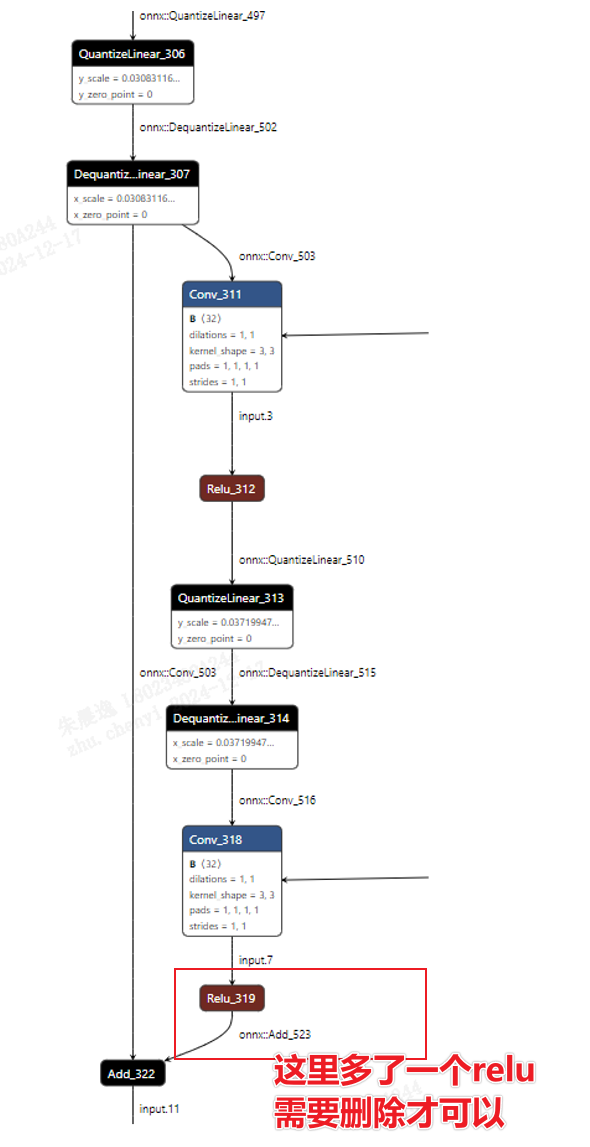 onnx::QuantizeLinear_497
QuantizeLinear_306
y_scale = 0.03083116...
y_zero_point = 0
onnx::DequantizeLinear_502
Dequantiz...inear_307
x_scale = 0.03083116...
x_zero_point = 0
onnx::Conv_503
Conv_311
B (32)
dilations = 1, 1
kernel_shape = 3, 3
pads = 1, 1, 1, 1
strides = 1, 1
input.3
Relu_312
onnx::QuantizeLinear_510
QuantizeLinear_313
y_scale = 0.03719947...
y_zero_point = 0
onnx::Conv_503 onnx::DequantizeLinear_515
Dequantiz...inear_314
x_scale = 0.03719947...
x_zero_point = 0
onnx::Conv_516
Conv_318
B (32)
dilations = 1, 1
kernel_shape = 3, 3
pads = 1, 1, 1, 1
strides = 1, 1
input.7
Relu_319
onnx::Add_523
Add_322
这里多了一个relu
需要删除才可以
input.11